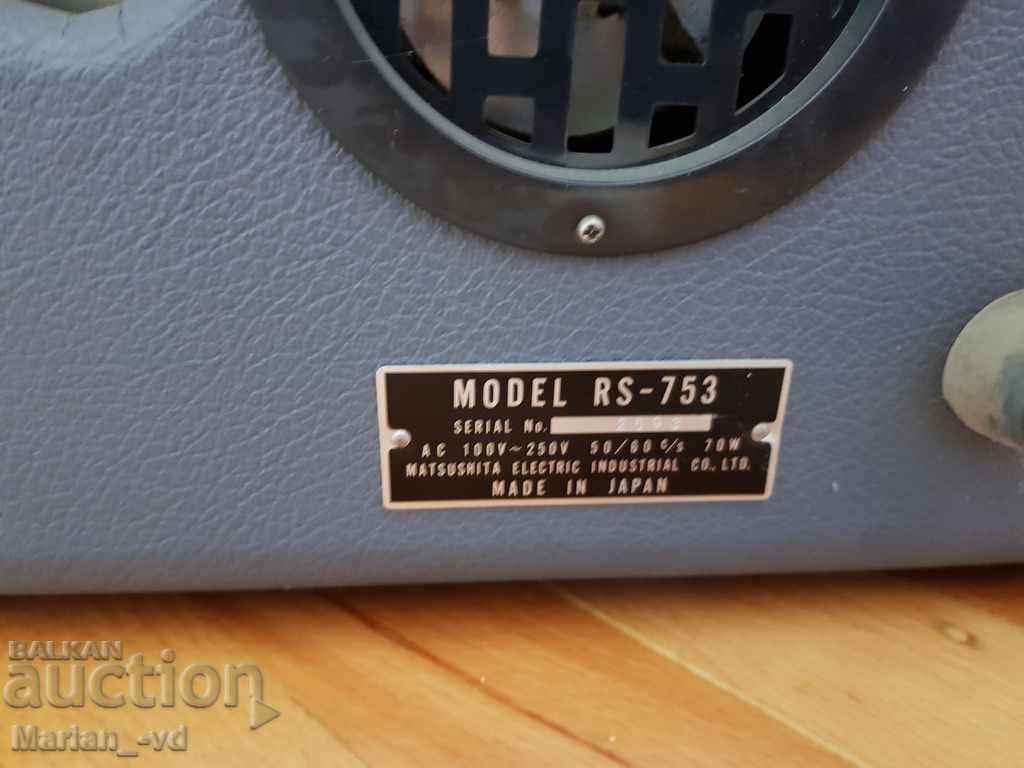 MODEL RS-753
SERIAL No.
AC 100V~250V 50/60 c/s 70W
MATSUSHITA ELECTRIC INDUSTRIAL CO., LTD.
MADE IN JAPAN
BALKAN
auction
Marian_-vd